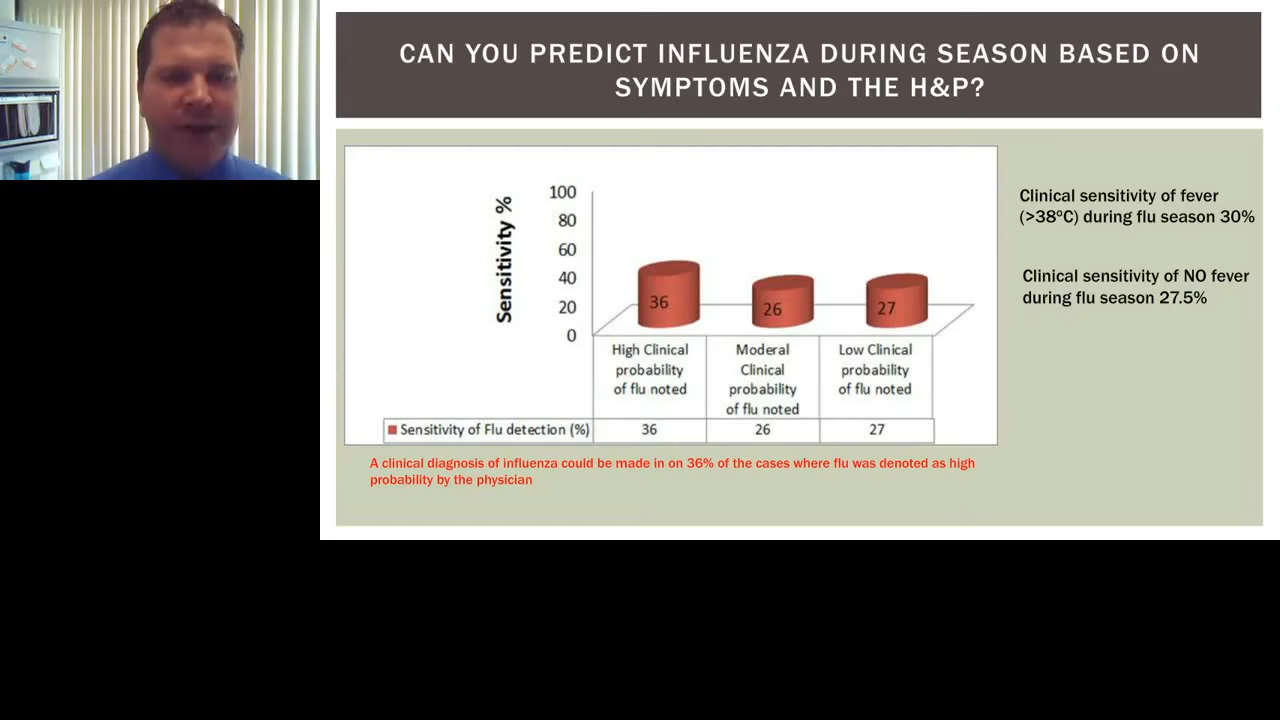 CAN YOU PREDICT INFLUENZA DURING SEASON BASED ON
SYMPTOMS AND THE H&P?
Sensitivity %
100
80
60
40
20
0
36
26
27
High Clinical
probability
of flu noted
Moderal
Clinical
probability
of flu noted
Low Clinical
probability
of flu noted
Sensitivity of Flu detection (%)
36
26
27
A clinical diagnosis of influenza could be made in on 36% of the cases where flu was denoted as high
probability by the physician
Clinical sensitivity of fever
(>38ºC) during flu season 30%
Clinical sensitivity of NO fever
during flu season 27.5%